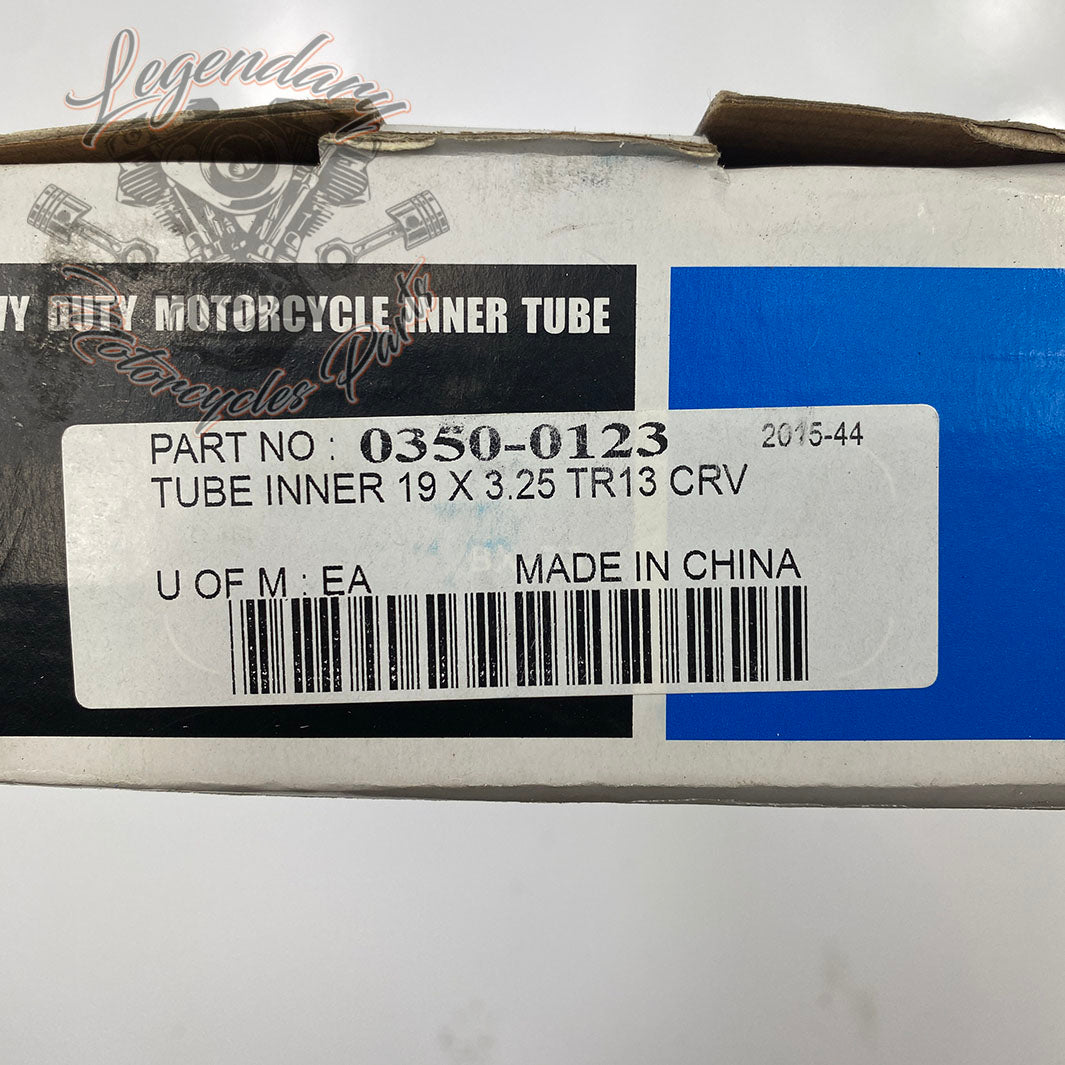 Legendary
VY DUTY MOTORCYCLE INNER TUBE
Motorcycles Parts
PART NO : 0350-0123 2015-44
TUBE INNER 19 X 3.25 TR13 CRV
U OF M : EA MADE IN CHINA